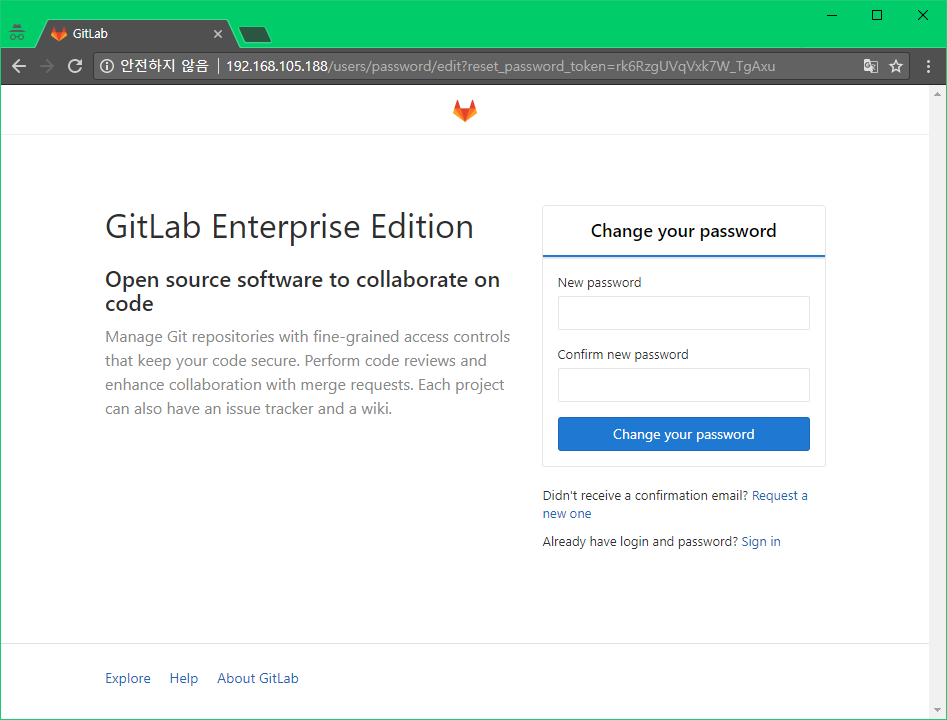 GitLab
안전하지 않음 | 192.168.105.188/users/password/edit?reset_password_token=rk6RzgUVqVxk7W_TgAxu
GitLab Enterprise Edition
Open source software to collaborate on
code
Manage Git repositories with fine-grained access controls
that keep your code secure. Perform code reviews and
enhance collaboration with merge requests. Each project
can also have an issue tracker and a wiki.
Change your password
New password
Confirm new password
Change your password
Didn't receive a confirmation email? Request a
new one
Already have login and password? Sign in
Explore Help About GitLab